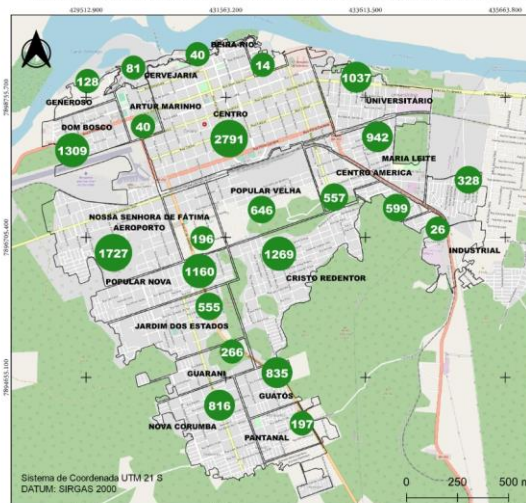 429512.900 431563.200 433613.500 435663.800
BEIRA RIO
40
81
14
CERVEJARIA
128
1037
GENEROSO
ARTUR MARINHO
UNIVERSITÁRIO
CENTRO
DOM BOSCO
40
2791
942
1309
MARIA LEITE
CENTRO AMERICA
POPULAR VELHA
328
557
NOSSA SENHORA DE FÁTIMA
646
599
AEROPORTO
196
26
1727
1269
INDUSTRIAL
1160
POPULAR NOVA
CRISTO REDENTOR
555
JARDIM DOS ESTADOS
266
GUARANI
835
GUATÓS
816
NOVA CORUMBA
197
PANTANAL
Sistema de Coordenada UTM 21 S
DATUM: SIRGAS 2000
0 250 500 m